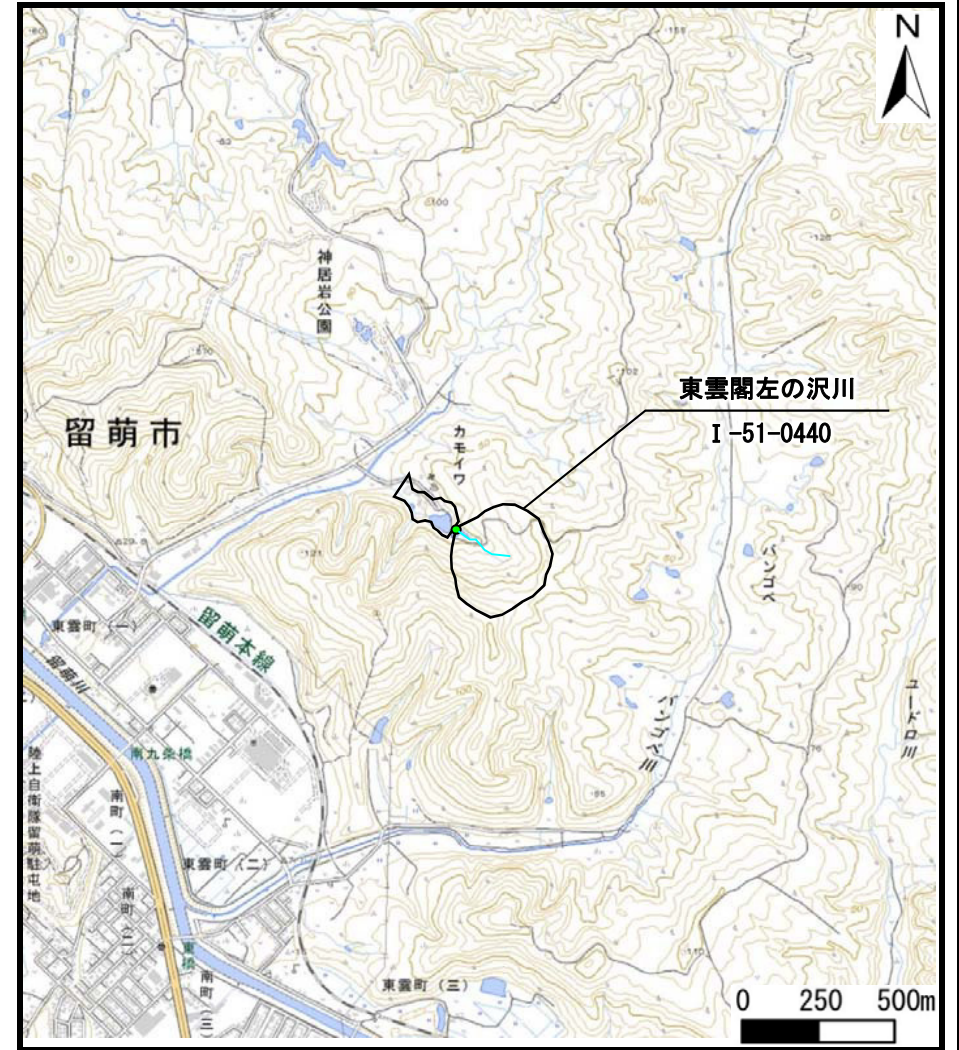 N
神居岩公園
留萌市
カモイワ
東雲閣左の沢川
I-51-0440
バンゴベ
留萌本線
東雲町(一)
留萌川
南九条橋
陸上自衛隊留萌駐屯地
南町(一)
東雲町(二)
南町(二)
東橋
南町(三)
東雲町(三)
バンゴベ川
ユードロ川
100
102
0 250 500m